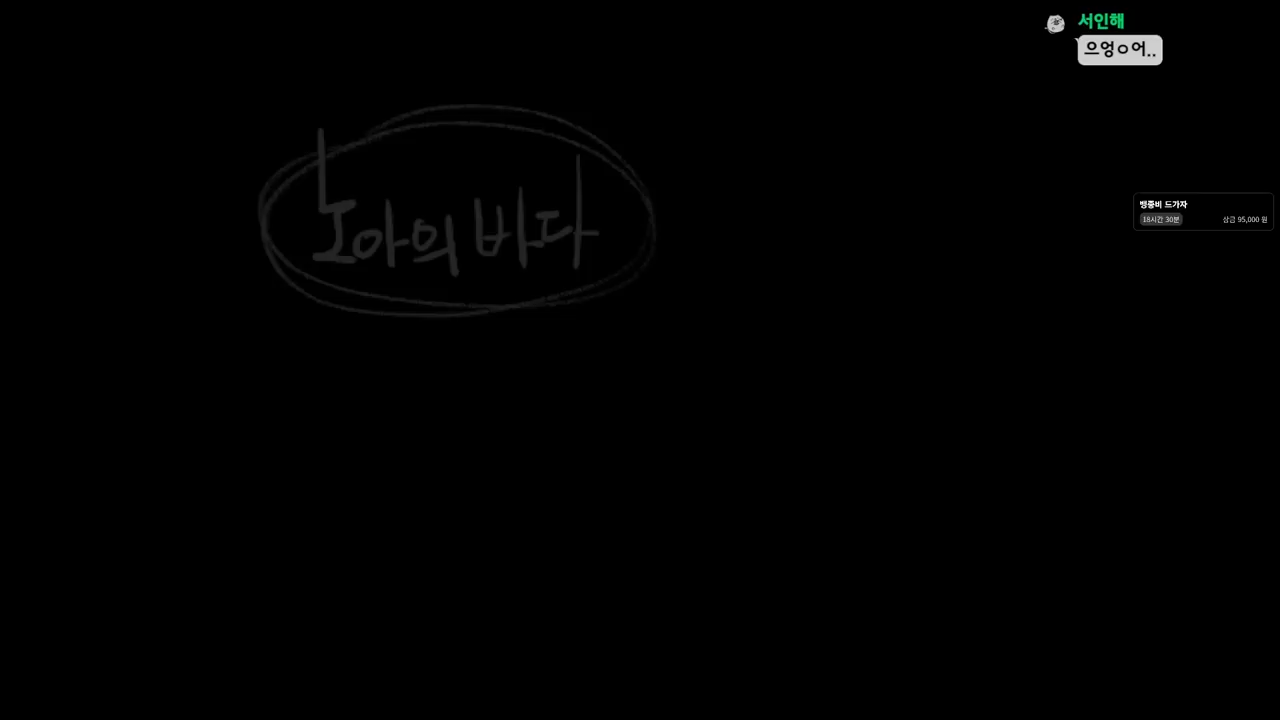 서인해
으엉ㅇ어..
노아의 바다
뱅종비 드가자
18시간 30분
상금 95,000 원